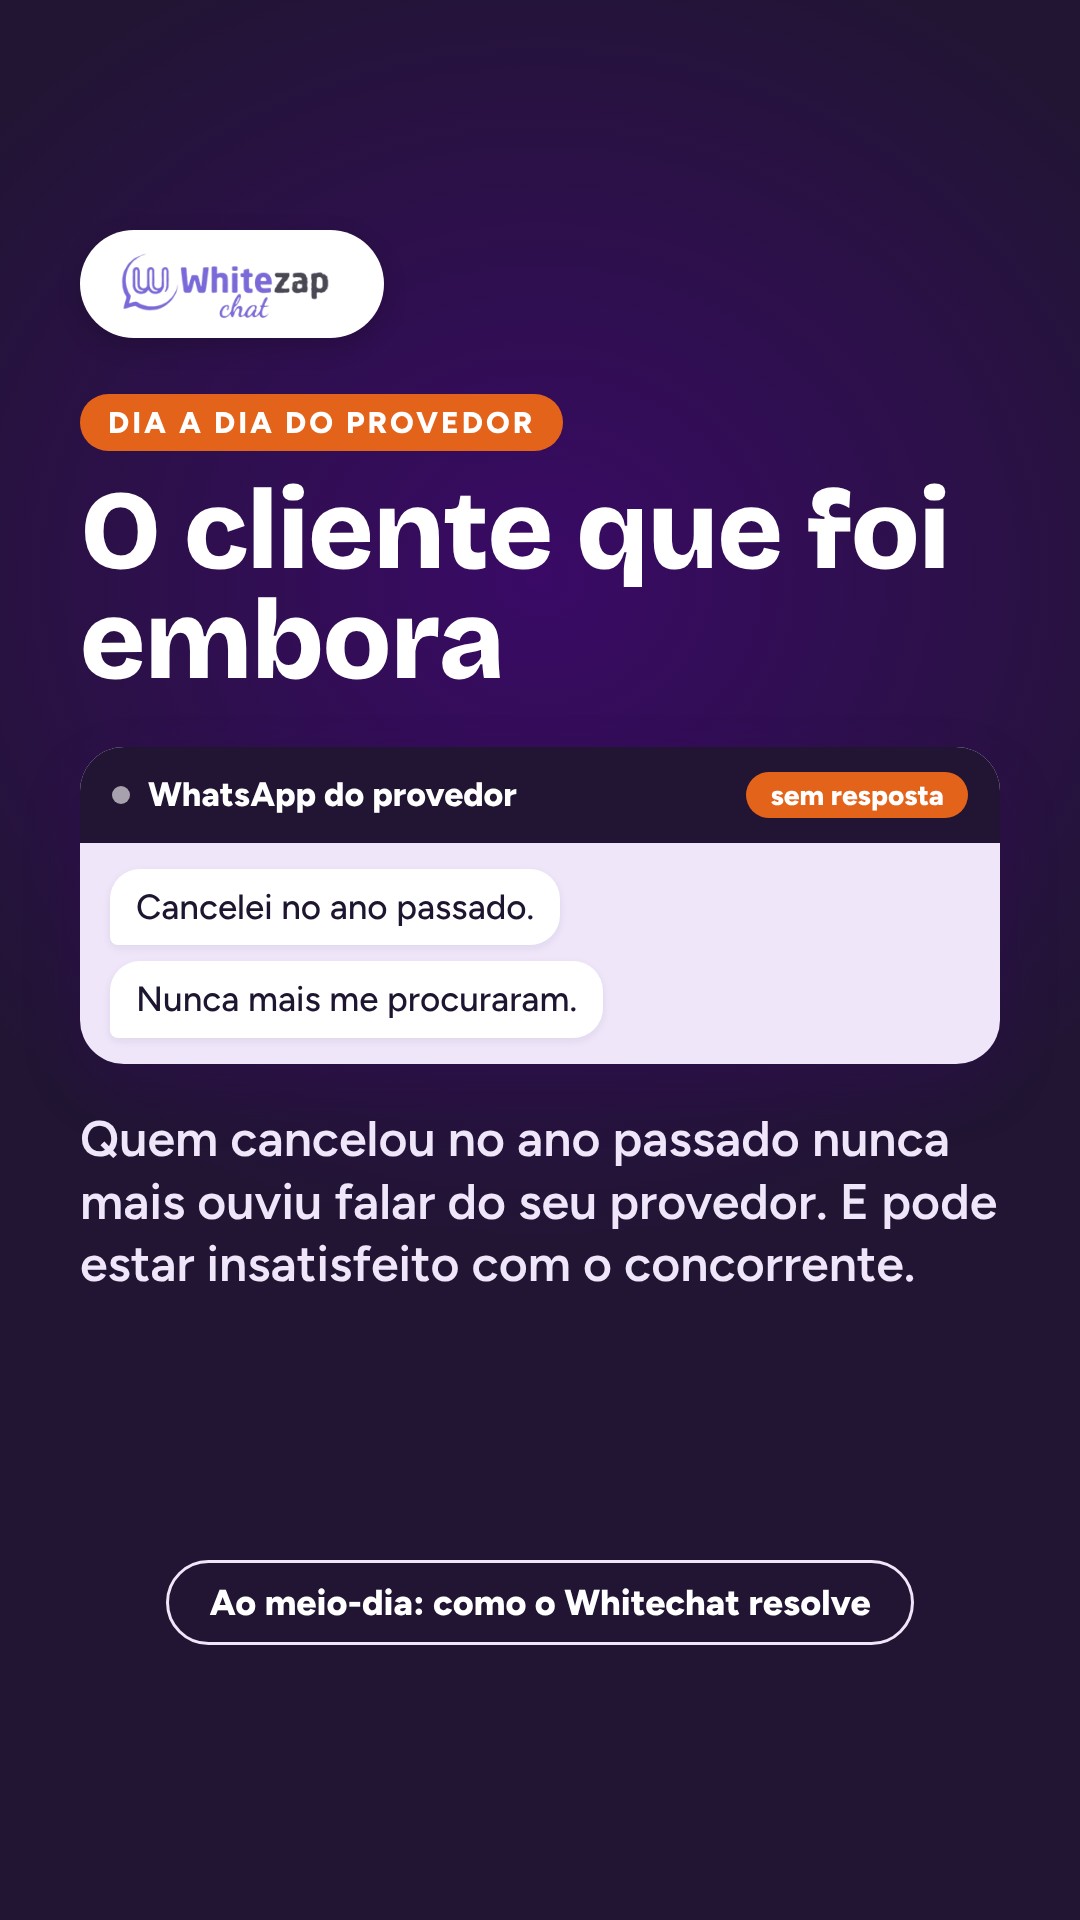 Whitezap
chat
DIA A DIA DO PROVEDOR
O cliente que foi
embora
WhatsApp do provedor
sem resposta
Cancelei no ano passado.
Nunca mais me procuraram.
Quem cancelou no ano passado nunca
mais ouviu falar do seu provedor. E pode
estar insatisfeito com o concorrente.
Ao meio-dia: como o Whitechat resolve